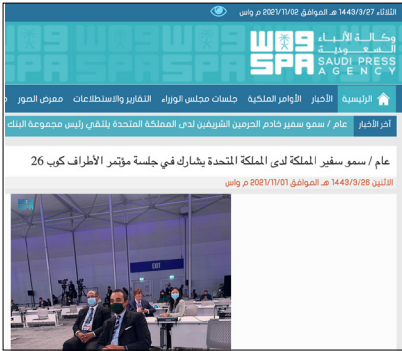 الثلاثاء 1443/3/27 هـ الموافق 2021/11/02 م واس
وكالة الأنباء السعودية
SAUDI PRESS AGENCY
واس
SPA
الرئيسية الأخبار الأوامر الملكية جلسات مجلس الوزراء التقارير والاستطلاعات معرض الصور
آخر الأخبار عام / سمو سفير خادم الحرمين الشريفين لدى المملكة المتحدة يلتقي رئيس مجموعة البنك
عام / سمو سفير المملكة لدى المملكة المتحدة يشارك في جلسة مؤتمر الأطراف كوب 26
الاثنين 1443/3/26 هـ الموافق 2021/11/01 م واس
EXIT